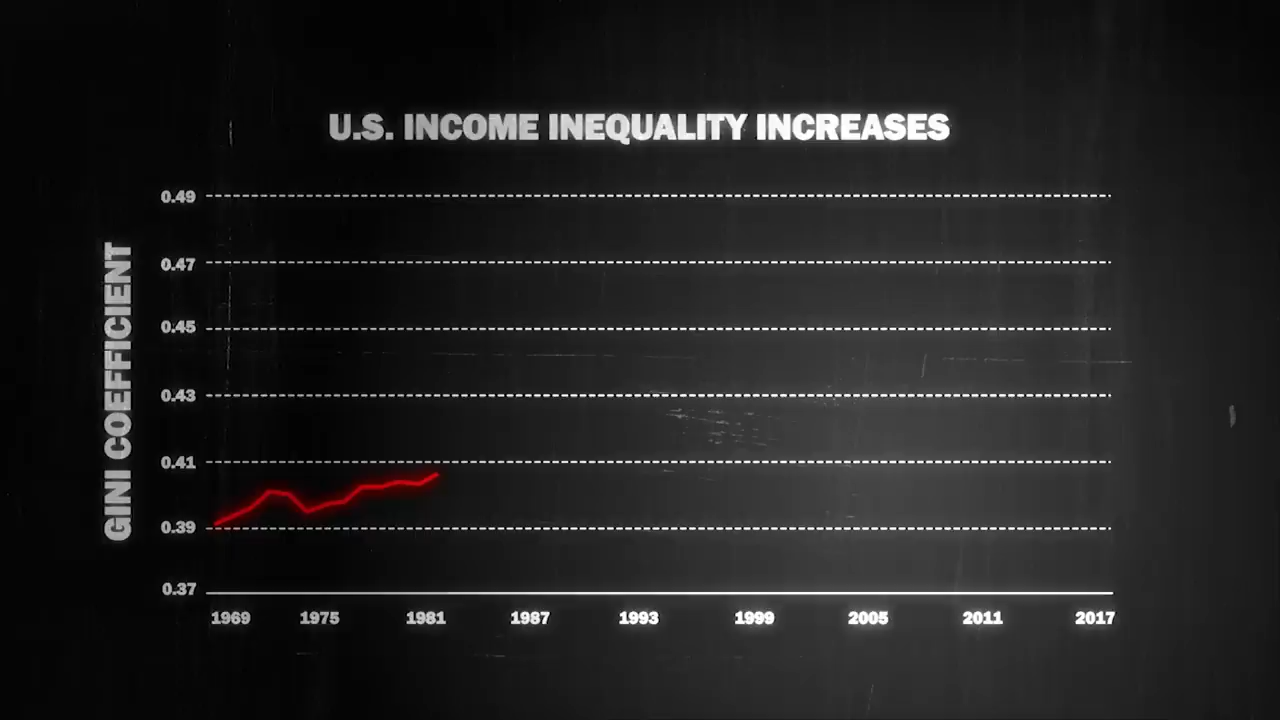 U.S. INCOME INEQUALITY INCREASES
GINI COEFFICIENT
0.49
0.47
0.45
0.43
0.41
0.39
0.37
1969 1975 1981 1987 1993 1999 2005 2011 2017